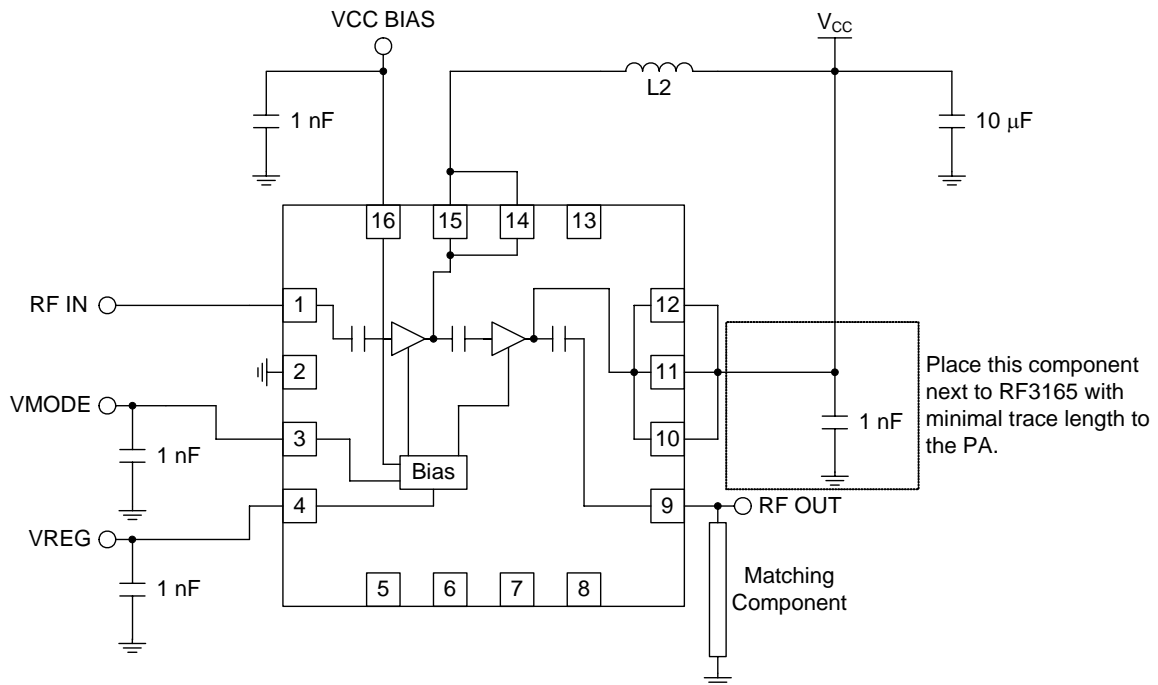 VCC BIAS
V_CC
L2
1 nF
10 µF
16
15
14
13
RF IN
1
12
2
11
Place this component
next to RF3165 with
minimal trace length to
the PA.
VMODE
1 nF
3
10
1 nF
Bias
4
9
RF OUT
VREG
1 nF
5
6
7
8
Matching
Component